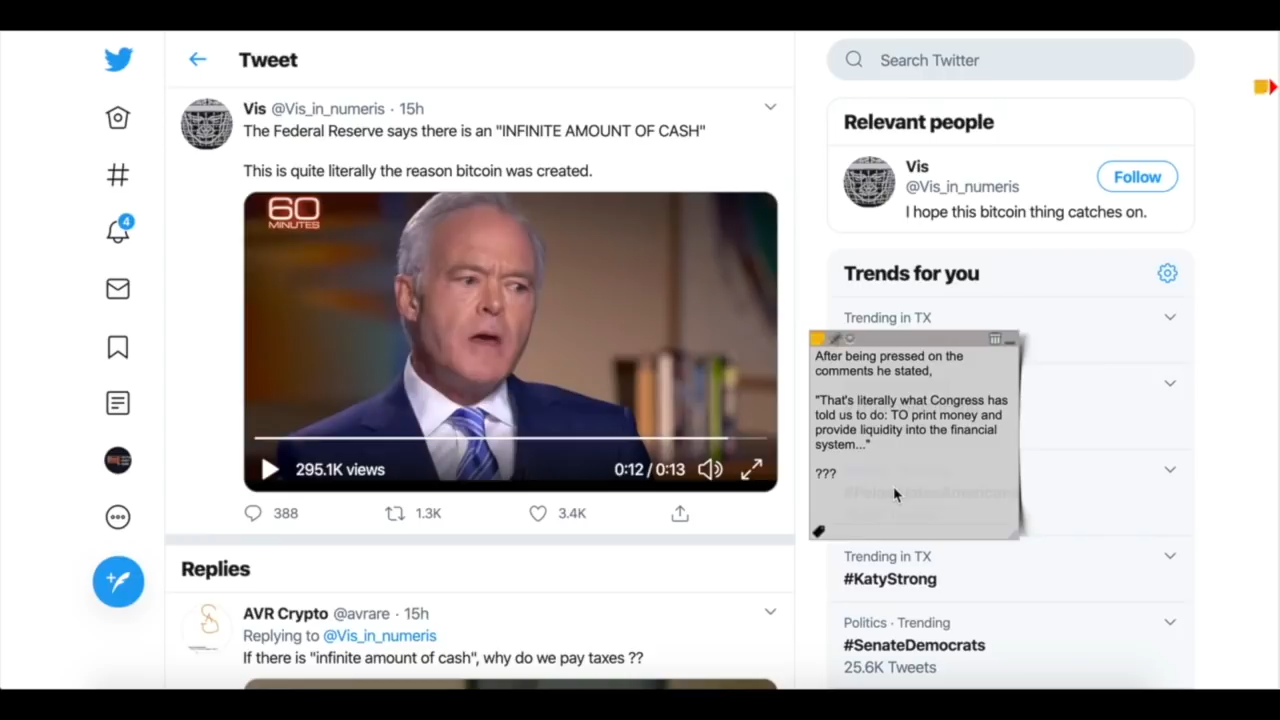 Tweet
Search Twitter
Vis @Vis_in_numeris · 15h
The Federal Reserve says there is an "INFINITE AMOUNT OF CASH"
This is quite literally the reason bitcoin was created.
60
MINUTES
295.1K views
0:12 / 0:13
388
1.3K
3.4K
Replies
AVR Crypto @avrare · 15h
Replying to @Vis_in_numeris
If there is "infinite amount of cash", why do we pay taxes ??
4
Relevant people
Vis
@Vis_in_numeris
Follow
I hope this bitcoin thing catches on.
Trends for you
Trending in TX
After being pressed on the
comments he stated,
"That's literally what Congress has
told us to do: TO print money and
provide liquidity into the financial
system..."
???
Trending in TX
#KatyStrong
Politics · Trending
#SenateDemocrats
25.6K Tweets